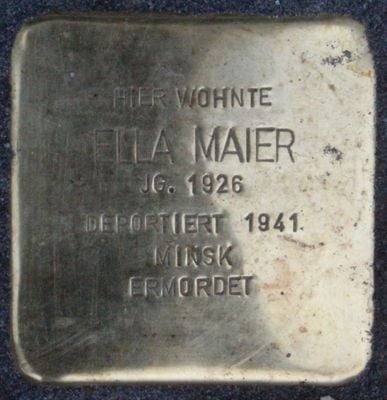 HIER WOHNTE
ELLA MAIER
JG. 1926
DEPORTIERT 1941
MINSK
ERMORDET